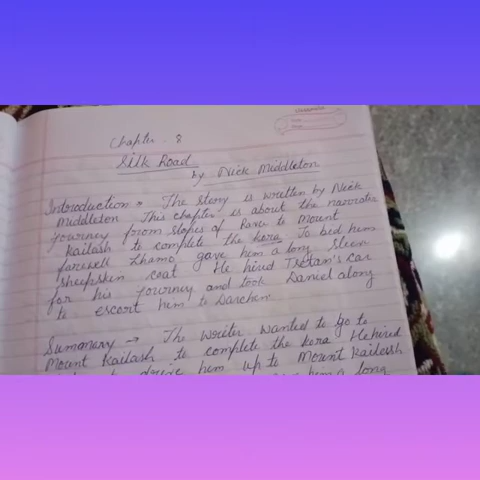 Chapter . 8
Silk Road
by Nick Middleton
Introduction → The Story is written by Nick
Middleton This chapter is about the narrator
Journey from slopes of Ravu to Mount
Kailash to complete the kora To bed him
farewell Lhamo gave him a long Sleen
sheepskin coat He hired Tsetan's car
for his Journey and took Daniel along
to escort him to Darchen
Summary → The writer wanted to go to
Mount Kailash to complete the kora He hired
drive him up to Mount Kailash
him a long